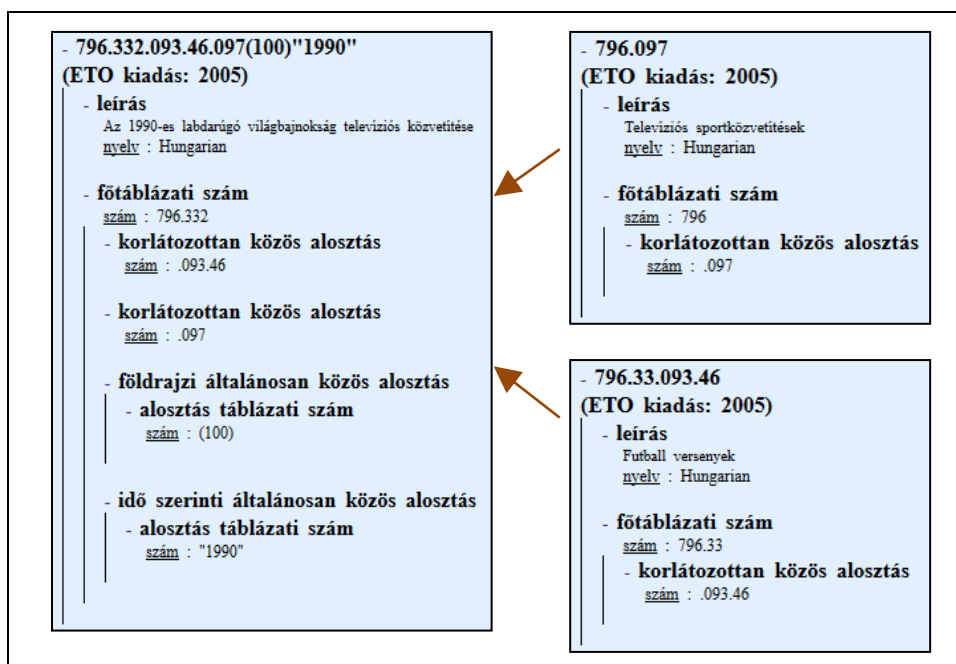 - 796.332.093.46.097(100)"1990"
(ETO kiadás: 2005)
- leírás
Az 1990-es labdarúgó világbajnokság televíziós közvetítése
nyelv : Hungarian
- főtáblázati szám
szám : 796.332
- korlátozottan közös alosztás
szám : .093.46
- korlátozottan közös alosztás
szám : .097
- földrajzi általánosan közös alosztás
- alosztás táblázati szám
szám : (100)
- idő szerinti általánosan közös alosztás
- alosztás táblázati szám
szám : "1990"
- 796.097
(ETO kiadás: 2005)
- leírás
Televíziós sportközvetítések
nyelv : Hungarian
- főtáblázati szám
szám : 796
- korlátozottan közös alosztás
szám : .097
- 796.33.093.46
(ETO kiadás: 2005)
- leírás
Futball versenyek
nyelv : Hungarian
- főtáblázati szám
szám : 796.33
- korlátozottan közös alosztás
szám : .093.46